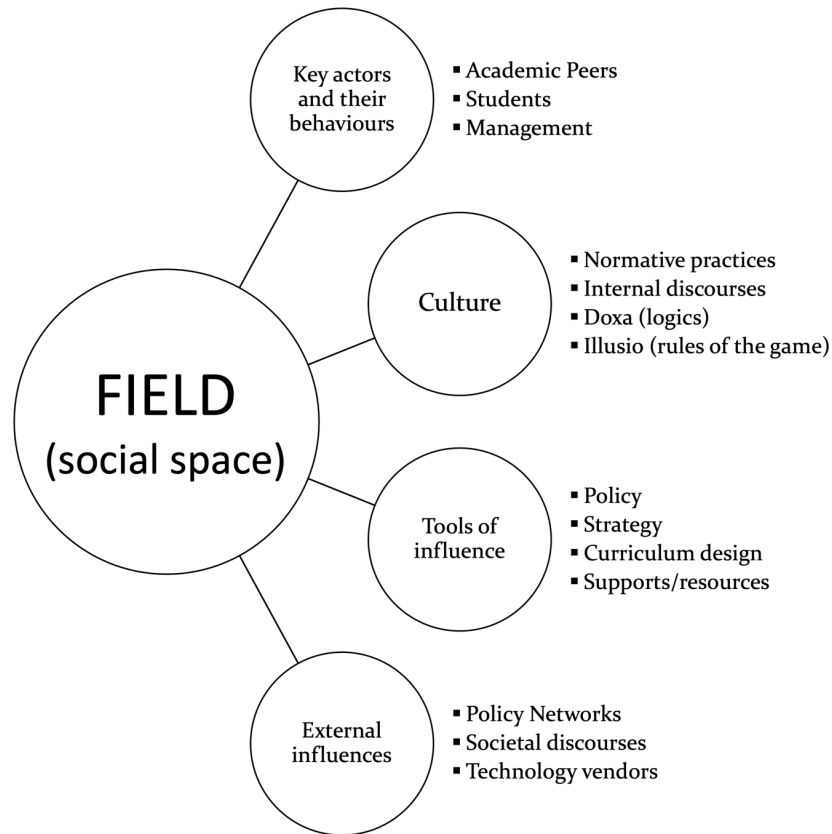 Key actors
and their
behaviours
▪ Academic Peers
▪ Students
▪ Management
Culture
▪ Normative practices
▪ Internal discourses
▪ Doxa (logics)
▪ Illusio (rules of the game)
FIELD
(social space)
Tools of
influence
▪ Policy
▪ Strategy
▪ Curriculum design
▪ Supports/resources
External
influences
▪ Policy Networks
▪ Societal discourses
▪ Technology vendors